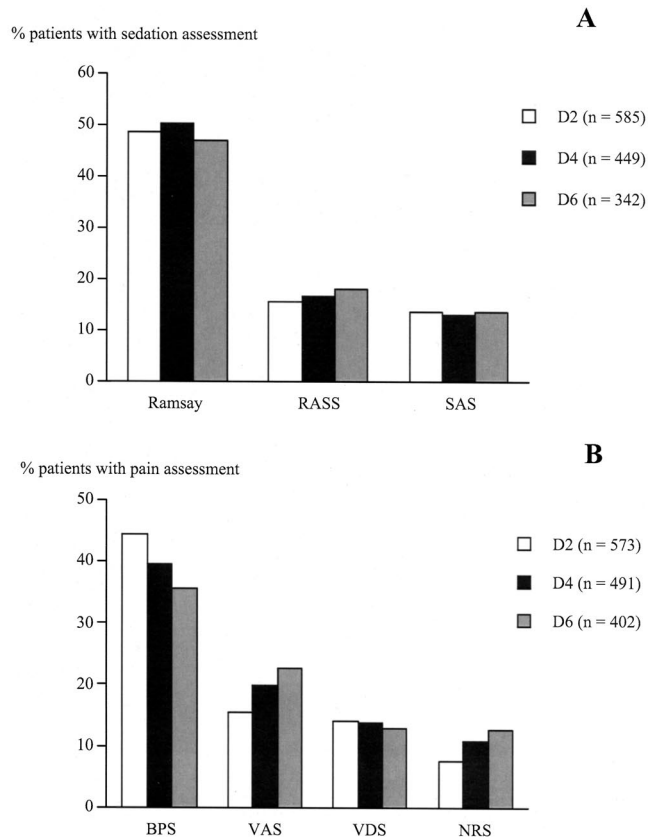 A
% patients with sedation assessment
60
50
40
30
20
10
0
D2 (n = 585)
D4 (n = 449)
D6 (n = 342)
Ramsay RASS SAS
B
% patients with pain assessment
50
40
30
20
10
0
D2 (n = 573)
D4 (n = 491)
D6 (n = 402)
BPS VAS VDS NRS